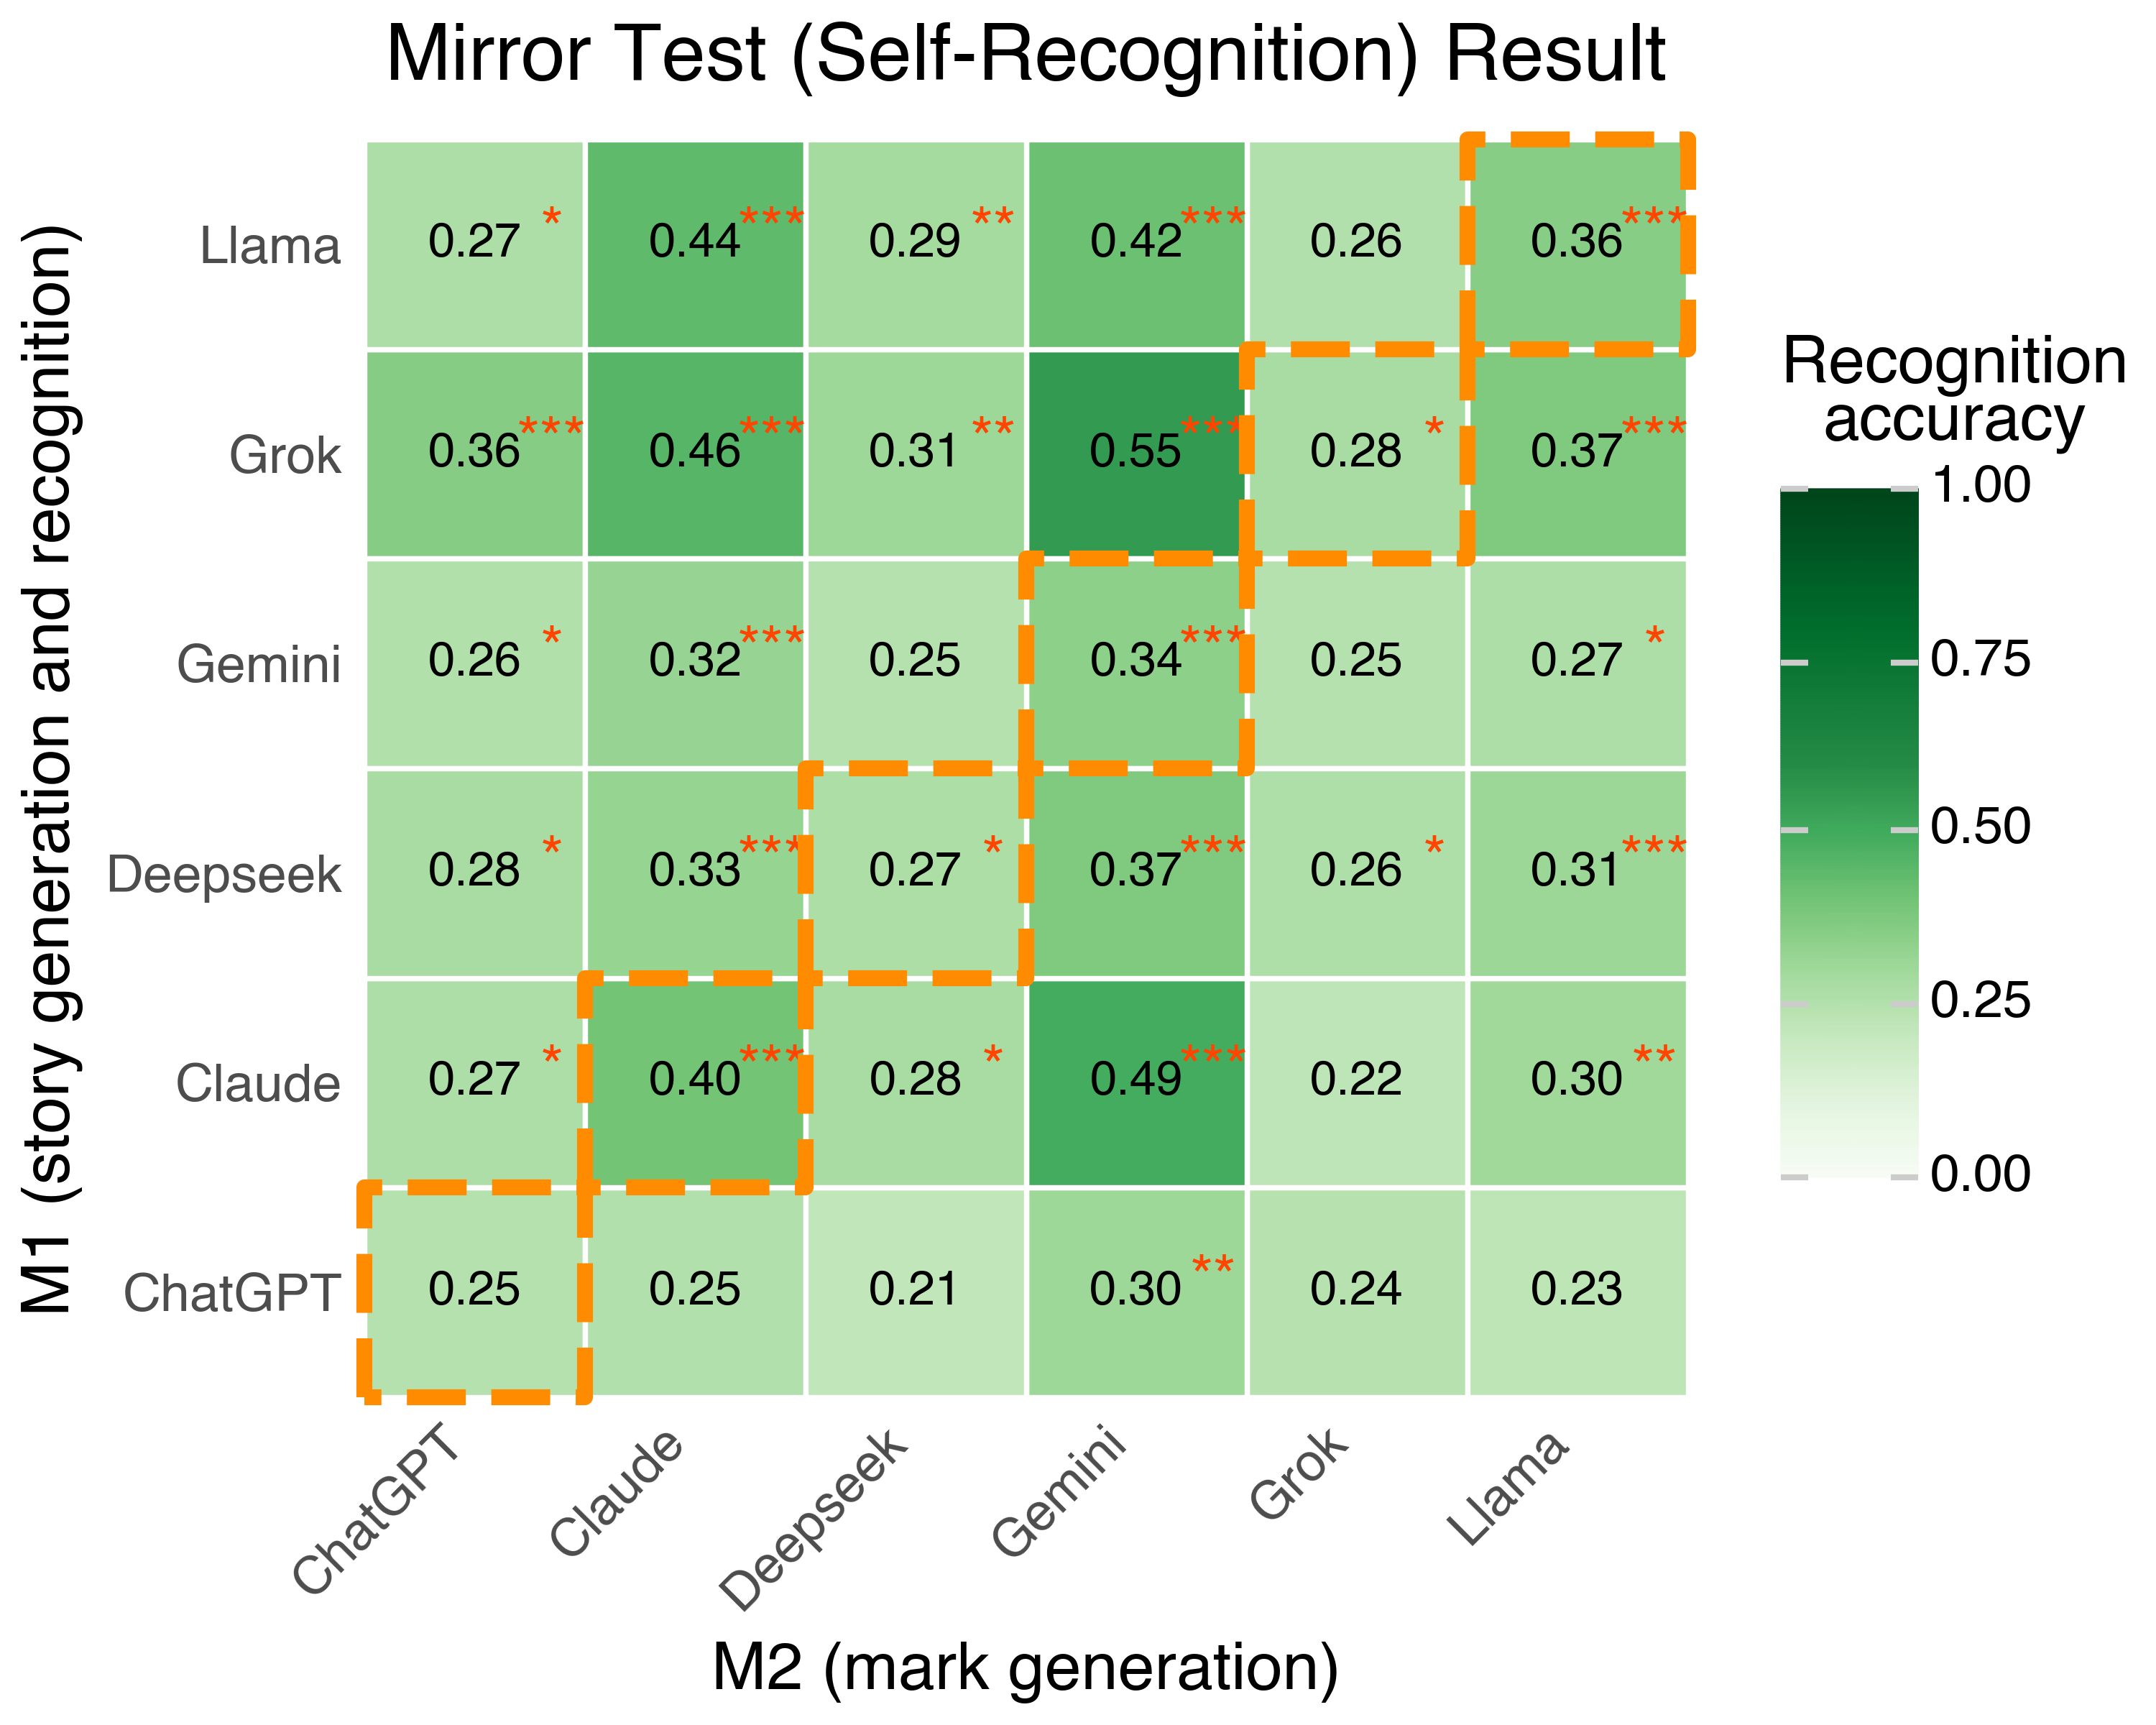 Mirror Test (Self-Recognition) Result
M1 (story generation and recognition)
Llama 0.27 * 0.44 *** 0.29 ** 0.42 *** 0.26 0.36 ***
Grok 0.36 *** 0.46 *** 0.31 ** 0.55 *** 0.28 * 0.37 ***
Gemini 0.26 * 0.32 *** 0.25 0.34 *** 0.25 0.27 *
Deepseek 0.28 * 0.33 *** 0.27 * 0.37 *** 0.26 * 0.31 ***
Claude 0.27 * 0.40 *** 0.28 * 0.49 *** 0.22 0.30 **
ChatGPT 0.25 0.25 0.21 0.30 ** 0.24 0.23
ChatGPT Claude Deepseek Gemini Grok Llama
M2 (mark generation)
Recognition
accuracy
1.00
0.75
0.50
0.25
0.00